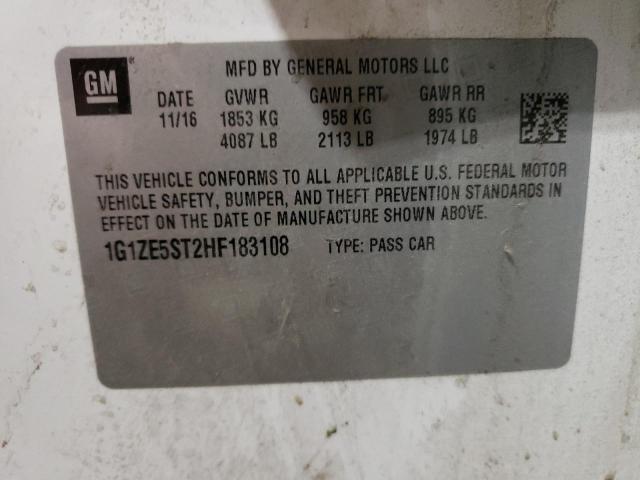 GM
MFD BY GENERAL MOTORS LLC
DATE GVWR GAWR FRT GAWR RR
11/16 1853 KG 958 KG 895 KG
4087 LB 2113 LB 1974 LB
THIS VEHICLE CONFORMS TO ALL APPLICABLE U.S. FEDERAL MOTOR
VEHICLE SAFETY, BUMPER, AND THEFT PREVENTION STANDARDS IN
EFFECT ON THE DATE OF MANUFACTURE SHOWN ABOVE.
1G1ZE5ST2HF183108 TYPE: PASS CAR